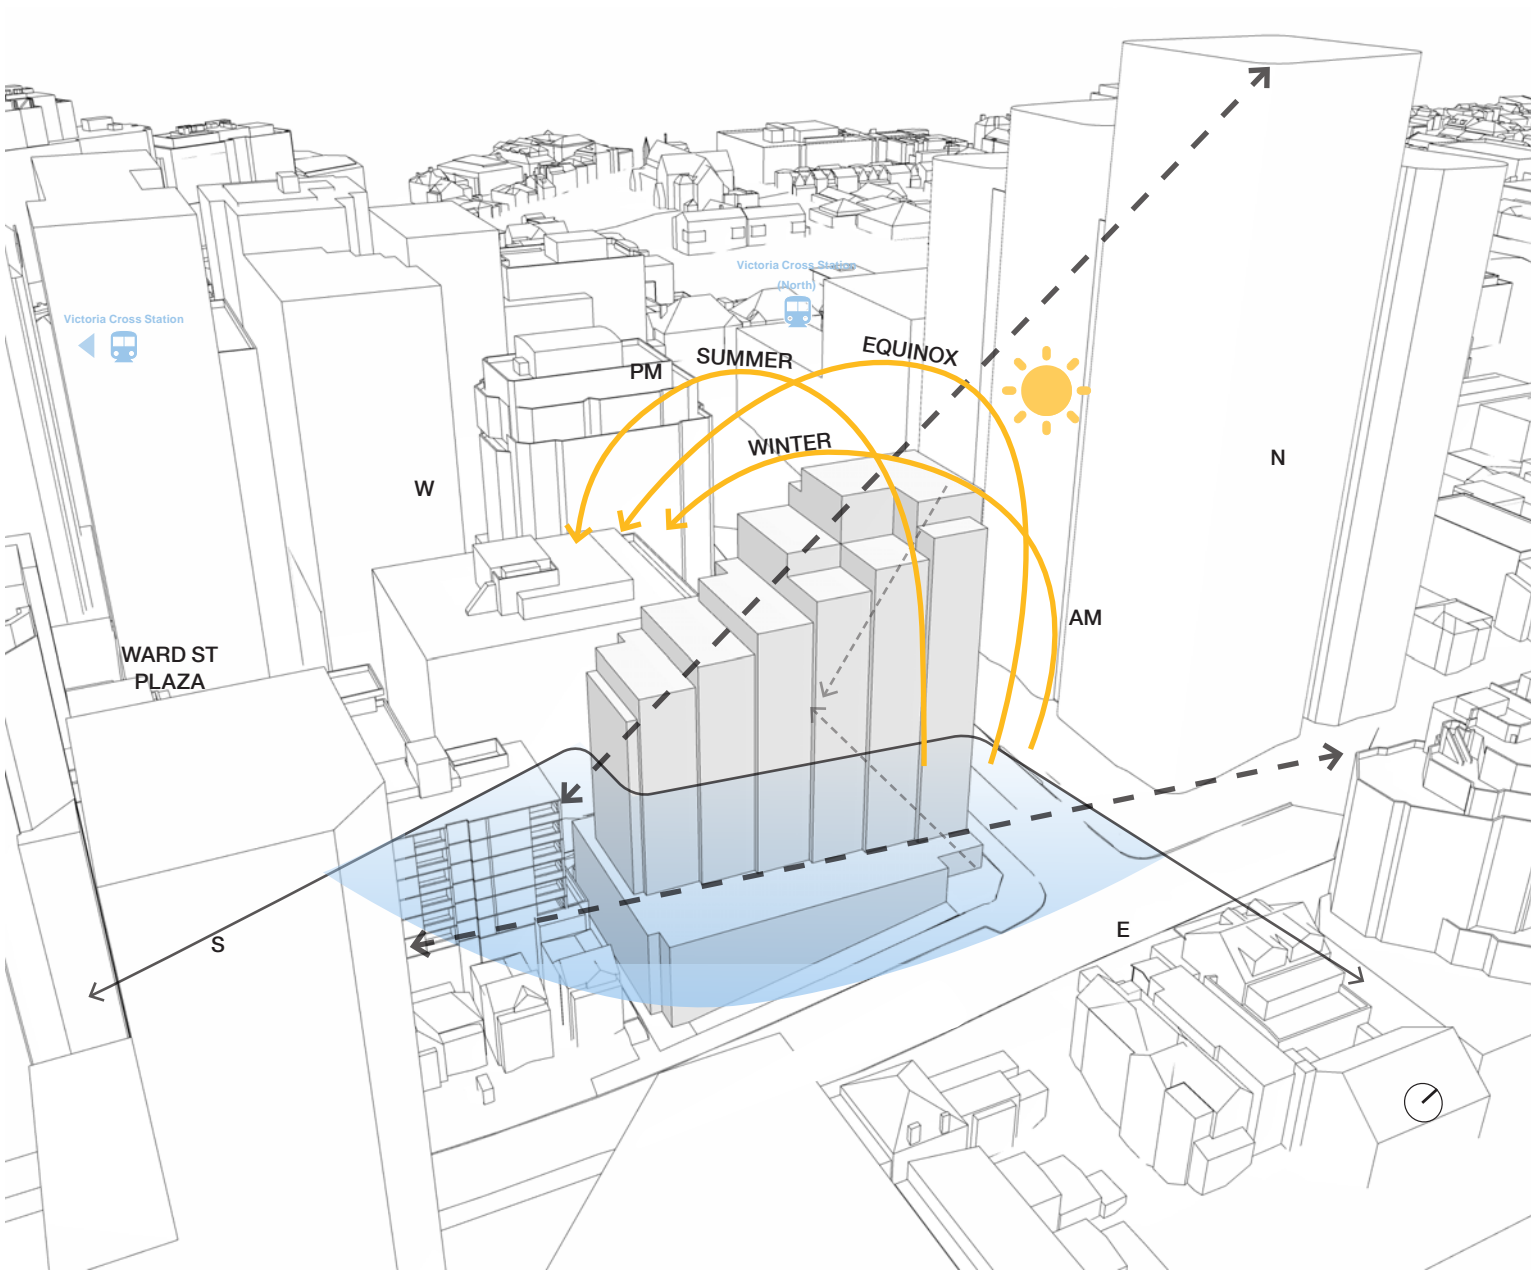 Victoria Cross Station
(North)
Victoria Cross Station
SUMMER
EQUINOX
PM
WINTER
N
W
AM
WARD ST
PLAZA
S
E